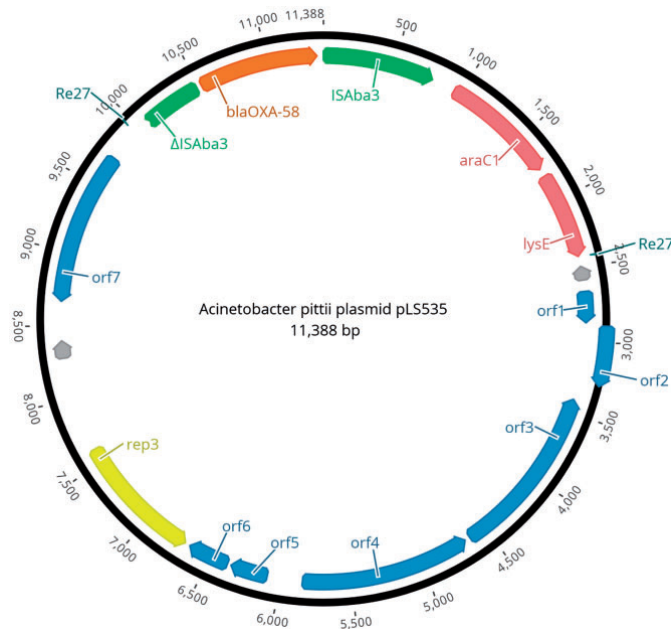 11,388
500
1,000
1,500
2,000
2,500
3,000
3,500
4,000
4,500
5,000
5,500
6,000
6,500
7,000
7,500
8,000
8,500
9,000
9,500
10,000
10,500
11,000
Re27
blaOXA-58
ISAba3
ΔISAba3
araC1
lysE
Re27
orf7
orf1
Acinetobacter pittii plasmid pLS535
11,388 bp
orf2
orf3
rep3
orf6
orf5
orf4